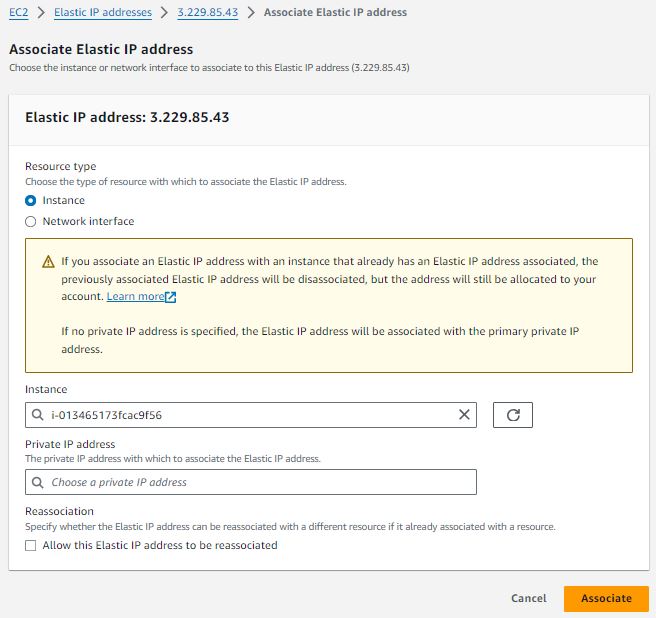 EC2 > Elastic IP addresses > 3.229.85.43 > Associate Elastic IP address
Associate Elastic IP address
Choose the instance or network interface to associate to this Elastic IP address (3.229.85.43)
Elastic IP address: 3.229.85.43
Resource type
Choose the type of resource with which to associate the Elastic IP address.
Instance
Network interface
If you associate an Elastic IP address with an instance that already has an Elastic IP address associated, the
previously associated Elastic IP address will be disassociated, but the address will still be allocated to your
account. Learn more
If no private IP address is specified, the Elastic IP address will be associated with the primary private IP
address.
Instance
i-013465173fcac9f56
Private IP address
The private IP address with which to associate the Elastic IP address.
Choose a private IP address
Reassociation
Specify whether the Elastic IP address can be reassociated with a different resource if it already associated with a resource.
Allow this Elastic IP address to be reassociated
Cancel
Associate